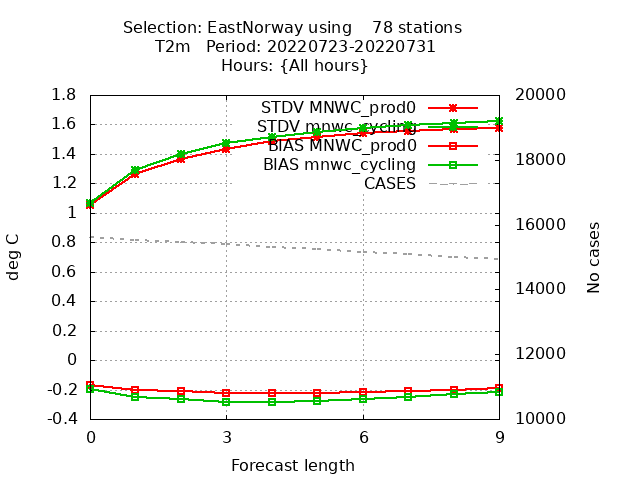 Selection: EastNorway using    78 stations
T2m   Period: 20220723-20220731
Hours: {All hours}
STDV MNWC_prod0
STDV mnwc_cycling
BIAS MNWC_prod0
BIAS mnwc_cycling
CASES
1.8
1.6
1.4
1.2
1
0.8
0.6
0.4
0.2
0
-0.2
-0.4
deg C
20000
18000
16000
14000
12000
10000
No cases
0
3
6
9
Forecast length